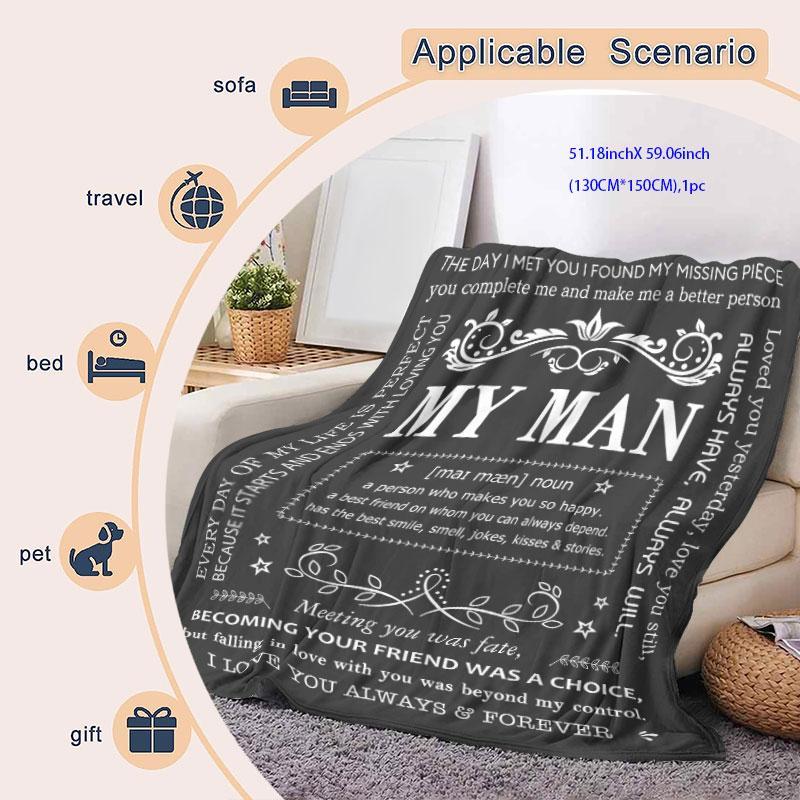 Applicable Scenario
sofa
travel
bed
pet
gift
51.18inchX 59.06inch
(130CM*150CM),1pc
THE DAY I MET YOU I FOUND MY MISSING PIECE
you complete me and make me a better person
EVERY DAY OF MY LIFE IS PERFECT
BECAUSE IT STARTS AND ENDS WITH LOVING YOU
MY MAN
[maɪ mæn] noun
a person who makes you so happy.
a best friend on whom you can always depend.
has the best smile, smell, jokes, kisses & stories.
Loved you yesterday, love you still,
ALWAYS HAVE, ALWAYS WILL
Meeting you was fate,
BECOMING YOUR FRIEND WAS A CHOICE,
but falling in love with you was beyond my control.
I LOVE YOU ALWAYS & FOREVER